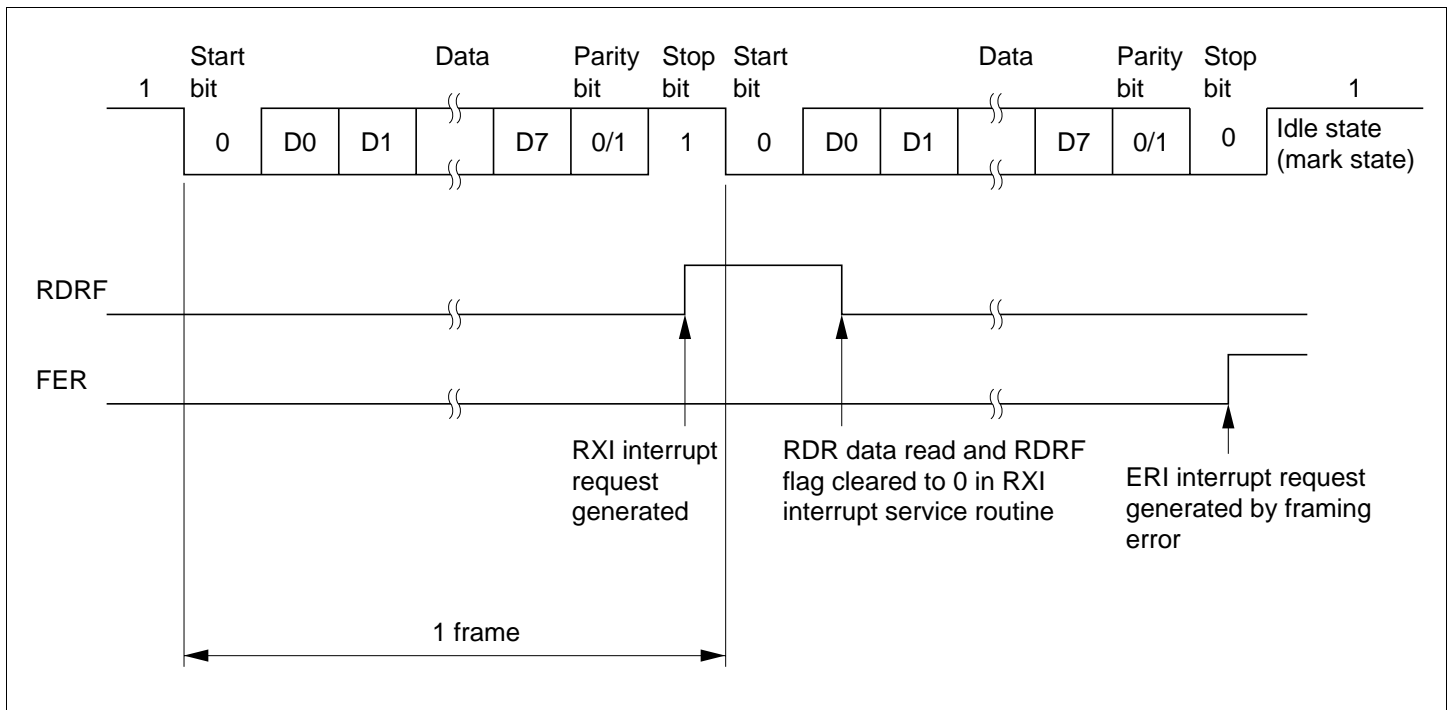 Start Data Parity Stop Start Data Parity Stop
1 bit bit bit bit bit bit 1
0 D0 D1 D7 0/1 1 0 D0 D1 D7 0/1 0 Idle state
(mark state)
RDRF
FER
RXI interrupt
request
generated
RDR data read and RDRF
flag cleared to 0 in RXI
interrupt service routine
ERI interrupt request
generated by framing
error
1 frame